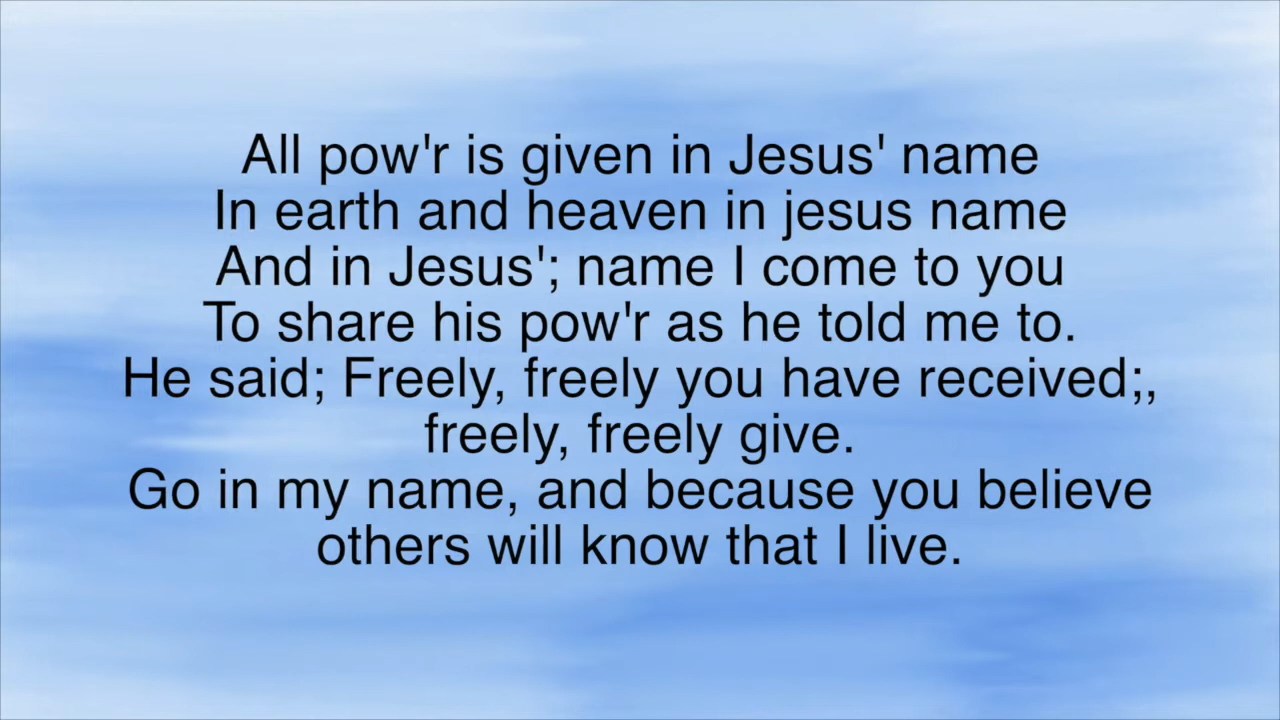 All pow'r is given in Jesus' name
In earth and heaven in jesus name
And in Jesus'; name I come to you
To share his pow'r as he told me to.
He said; Freely, freely you have received;,
freely, freely give.
Go in my name, and because you believe
others will know that I live.